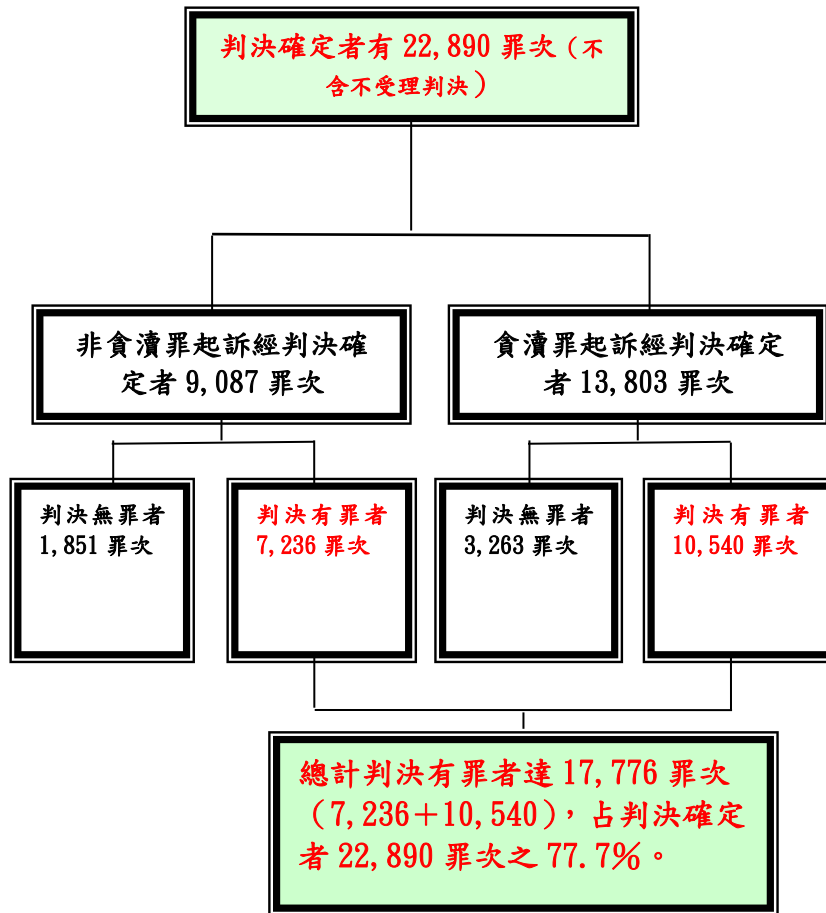 判決確定者有 22,890 罪次（不
含不受理判決）
非貪瀆罪起訴經判決確
定者 9,087 罪次
貪瀆罪起訴經判決確定
者 13,803 罪次
判決無罪者
1,851 罪次
判決有罪者
7,236 罪次
判決無罪者
3,263 罪次
判決有罪者
10,540 罪次
總計判決有罪者達 17,776 罪次
（7,236＋10,540），占判決確定
者 22,890 罪次之 77.7％。